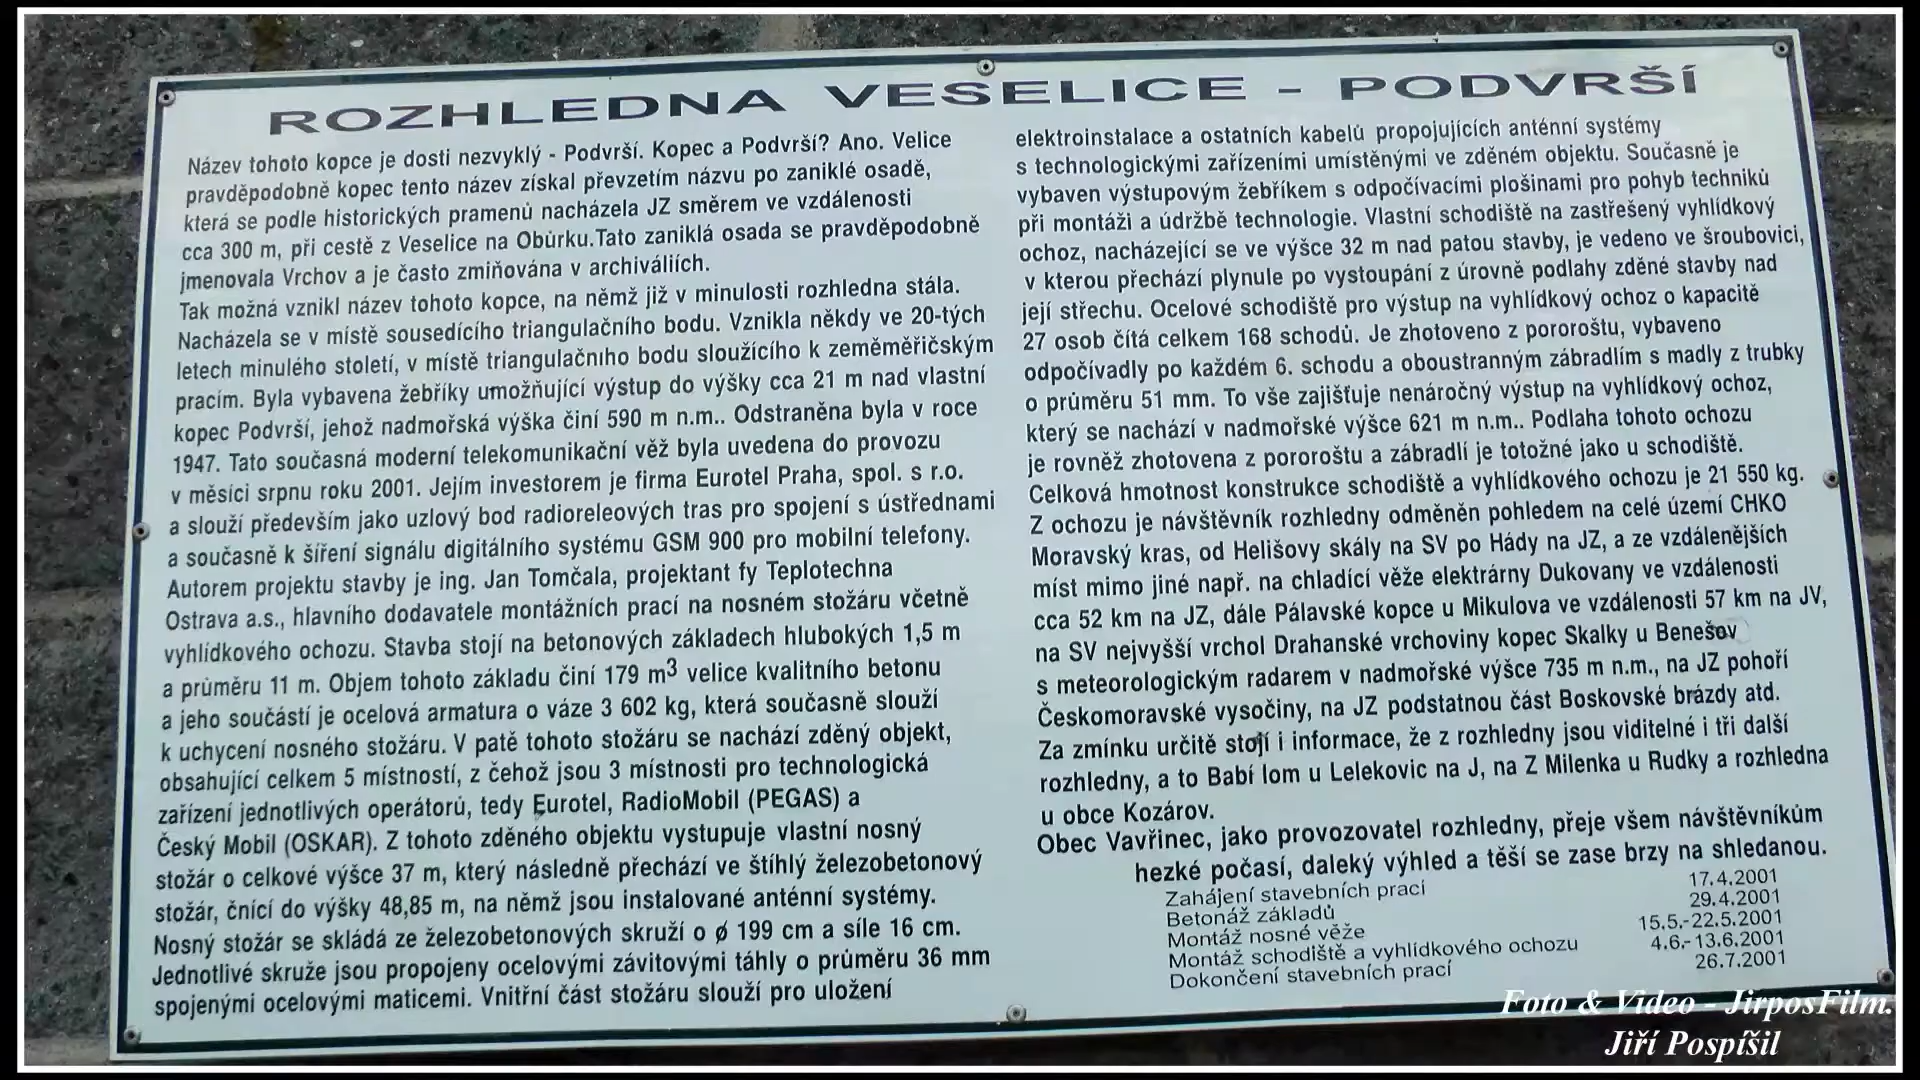 ROZHLEDNA VESELICE - PODVRŠÍ
Název tohoto kopce je dosti nezvyklý - Podvrší. Kopec a Podvrší? Ano. Velice
pravděpodobně kopec tento název získal převzetím názvu po zaniklé osadě,
která se podle historických pramenů nacházela JZ směrem ve vzdálenosti
cca 300 m, při cestě z Veselice na Obůrku.Tato zaniklá osada se pravděpodobně
jmenovala Vrchov a je často zmiňována v archiváliích.
Tak možná vznikl název tohoto kopce, na němž již v minulosti rozhledna stála.
Nacházela se v místě sousedícího triangulačního bodu. Vznikla někdy ve 20-tých
letech minulého století, v místě triangulačního bodu sloužícího k zeměměřičským
pracím. Byla vybavena žebříky umožňující výstup do výšky cca 21 m nad vlastní
kopec Podvrší, jehož nadmořská výška činí 590 m n.m.. Odstraněna byla v roce
1947. Tato současná moderní telekomunikační věž byla uvedena do provozu
v měsíci srpnu roku 2001. Jejím investorem je firma Eurotel Praha, spol. s r.o.
a slouží především jako uzlový bod radioreleových tras pro spojení s ústřednami
a současně k šíření signálu digitálního systému GSM 900 pro mobilní telefony.
Autorem projektu stavby je ing. Jan Tomčala, projektant fy Teplotechna
Ostrava a.s., hlavního dodavatele montážních prací na nosném stožáru včetně
vyhlídkového ochozu. Stavba stojí na betonových základech hlubokých 1,5 m
a průměru 11 m. Objem tohoto základu činí 179 m³ velice kvalitního betonu
a jeho součástí je ocelová armatura o váze 3 602 kg, která současně slouží
k uchycení nosného stožáru. V patě tohoto stožáru se nachází zděný objekt,
obsahující celkem 5 místností, z čehož jsou 3 místnosti pro technologická
zařízení jednotlivých operátorů, tedy Eurotel, RadioMobil (PEGAS) a
Český Mobil (OSKAR). Z tohoto zděného objektu vystupuje vlastní nosný
stožár o celkové výšce 37 m, který následně přechází ve štíhlý železobetonový
stožár, čnící do výšky 48,85 m, na němž jsou instalované anténní systémy.
Nosný stožár se skládá ze železobetonových skruží o ø 199 cm a síle 16 cm.
Jednotlivé skruže jsou propojeny ocelovými závitovými táhly o průměru 36 mm
spojenými ocelovými maticemi. Vnitřní část stožáru slouží pro uložení
elektroinstalace a ostatních kabelů propojujících anténní systémy
s technologickými zařízeními umístěnými ve zděném objektu. Současně je
vybaven výstupovým žebříkem s odpočívacími plošinami pro pohyb techniků
při montáži a údržbě technologie. Vlastní schodiště na zastřešený vyhlídkový
ochoz, nacházející se ve výšce 32 m nad patou stavby, je vedeno ve šroubovici,
v kterou přechází plynule po vystoupání z úrovně podlahy zděné stavby nad
její střechu. Ocelové schodiště pro výstup na vyhlídkový ochoz o kapacitě
27 osob čítá celkem 168 schodů. Je zhotoveno z pororoštu, vybaveno
odpočívadly po každém 6. schodu a oboustranným zábradlím s madly z trubky
o průměru 51 mm. To vše zajišťuje nenáročný výstup na vyhlídkový ochoz,
který se nachází v nadmořské výšce 621 m n.m.. Podlaha tohoto ochozu
je rovněž zhotovena z pororoštu a zábradlí je totožné jako u schodiště.
Celková hmotnost konstrukce schodiště a vyhlídkového ochozu je 21 550 kg.
Z ochozu je návštěvník rozhledny odměněn pohledem na celé území CHKO
Moravský kras, od Helišovy skály na SV po Hády na JZ, a ze vzdálenějších
míst mimo jiné např. na chladící věže elektrárny Dukovany ve vzdálenosti
cca 52 km na JZ, dále Pálavské kopce u Mikulova ve vzdálenosti 57 km na JV,
na SV nejvyšší vrchol Drahanské vrchoviny kopec Skalky u Benešov
s meteorologickým radarem v nadmořské výšce 735 m n.m., na JZ pohoří
Českomoravské vysočiny, na JZ podstatnou část Boskovské brázdy atd.
Za zmínku určitě stojí i informace, že z rozhledny jsou viditelné i tři další
rozhledny, a to Babí lom u Lelekovic na J, na Z Milenka u Rudky a rozhledna
u obce Kozárov.
Obec Vavřinec, jako provozovatel rozhledny, přeje všem návštěvníkům
hezké počasí, daleký výhled a těší se zase brzy na shledanou.
Zahájení stavebních prací 17.4.2001
Betonáž základů 29.4.2001
Montáž nosné věže 15.5.-22.5.2001
Montáž schodiště a vyhlídkového ochozu 4.6.-13.6.2001
Dokončení stavebních prací 26.7.2001
Foto & Video - JirposFilm.
Jiří Pospíšil